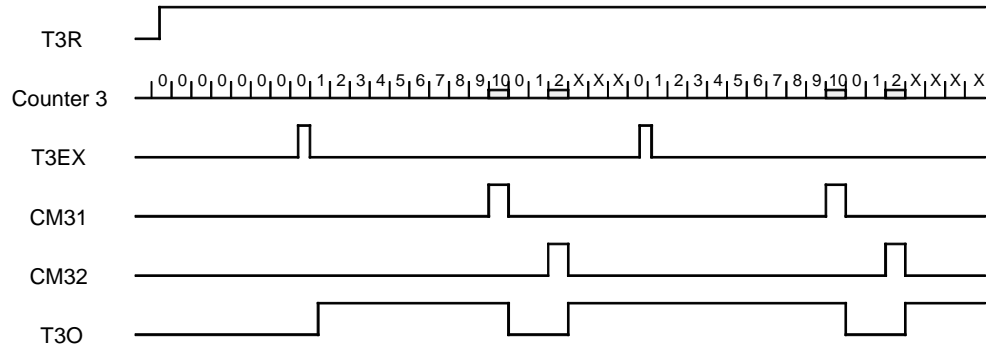 T3R
Counter 3 0 0 0 0 0 0 0 0 1 2 3 4 5 6 7 8 9 10 0 1 2 X X X 0 1 2 3 4 5 6 7 8 9 10 0 1 2 X X X X
T3EX
CM31
CM32
T3O